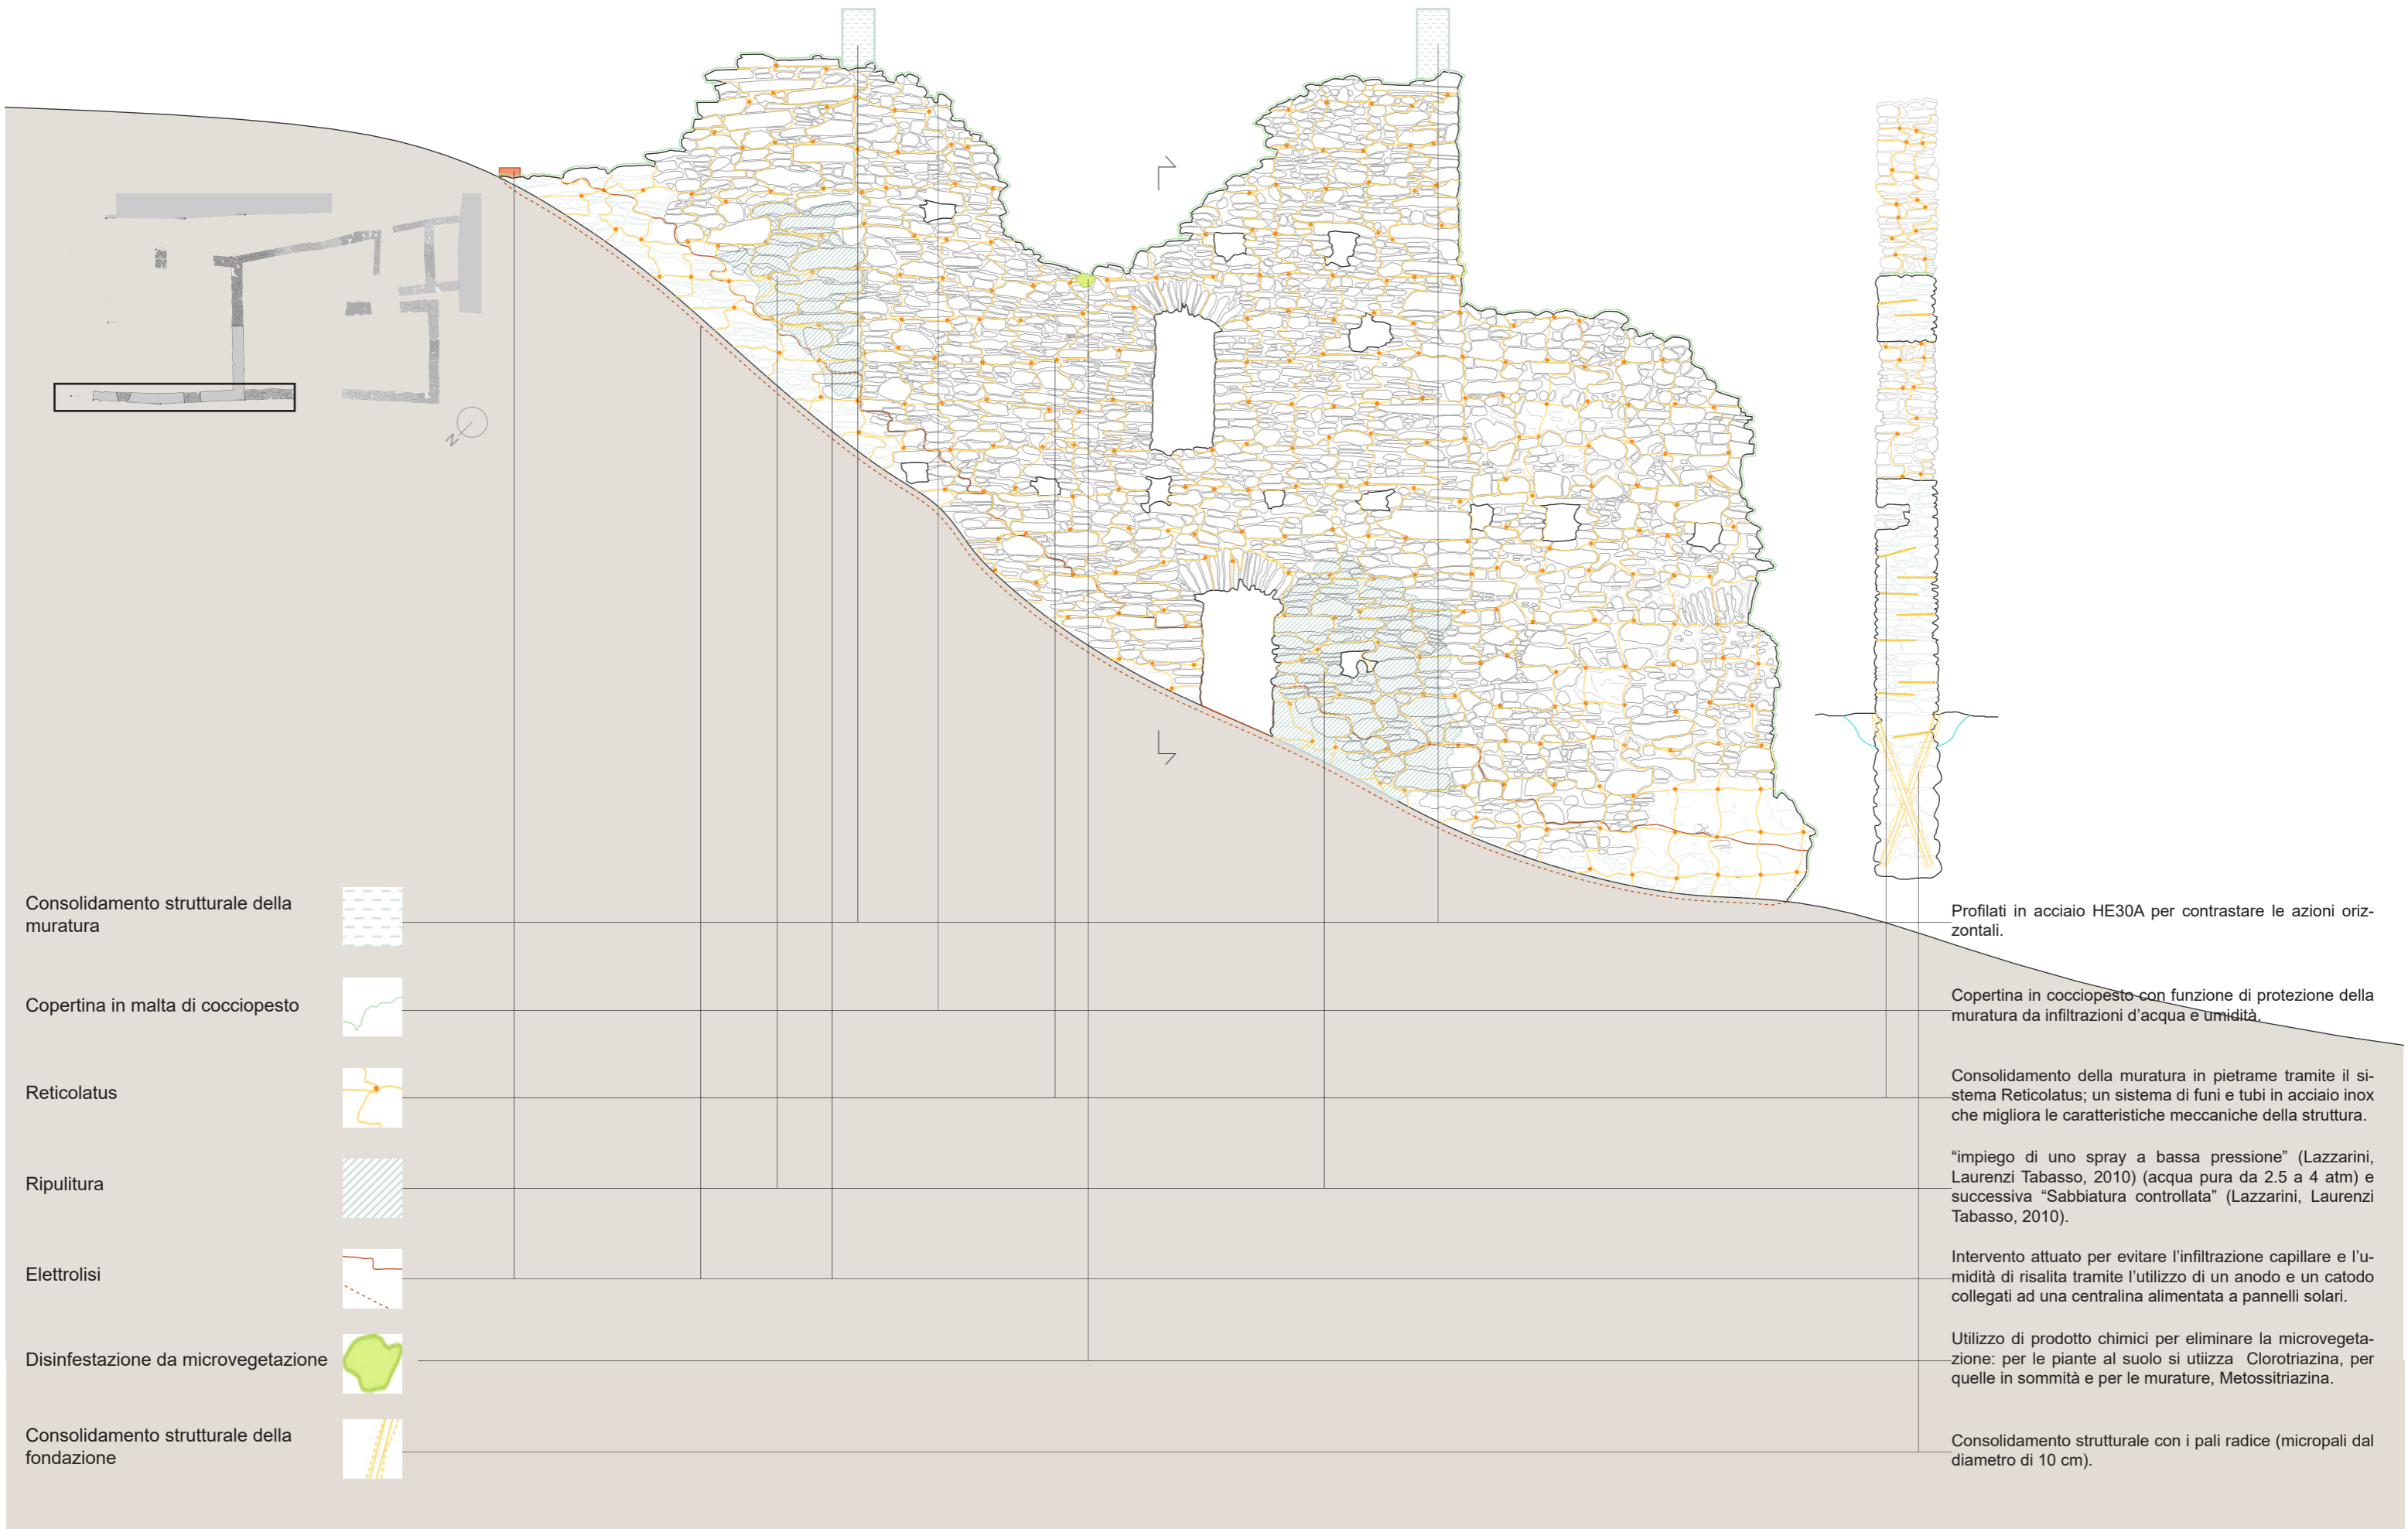 N
Consolidamento strutturale della
muratura
Profilati in acciaio HE30A per contrastare le azioni oriz-
zontali.
Copertina in malta di cocciopesto
Copertina in cocciopesto con funzione di protezione della
muratura da infiltrazioni d'acqua e umidità.
Reticolatus
Consolidamento della muratura in pietrame tramite il si-
stema Reticolatus; un sistema di funi e tubi in acciaio inox
che migliora le caratteristiche meccaniche della struttura.
Ripulitura
“impiego di uno spray a bassa pressione” (Lazzarini,
Laurenzi Tabasso, 2010) (acqua pura da 2.5 a 4 atm) e
successiva “Sabbiatura controllata” (Lazzarini, Laurenzi
Tabasso, 2010).
Elettrolisi
Intervento attuato per evitare l'infiltrazione capillare e l'u-
midità di risalita tramite l'utilizzo di un anodo e un catodo
collegati ad una centralina alimentata a pannelli solari.
Disinfestazione da microvegetazione
Utilizzo di prodotto chimici per eliminare la microvegeta-
zione: per le piante al suolo si utiizza Clorotriazina, per
quelle in sommità e per le murature, Metossitriazina.
Consolidamento strutturale della
fondazione
Consolidamento strutturale con i pali radice (micropali dal
diametro di 10 cm).